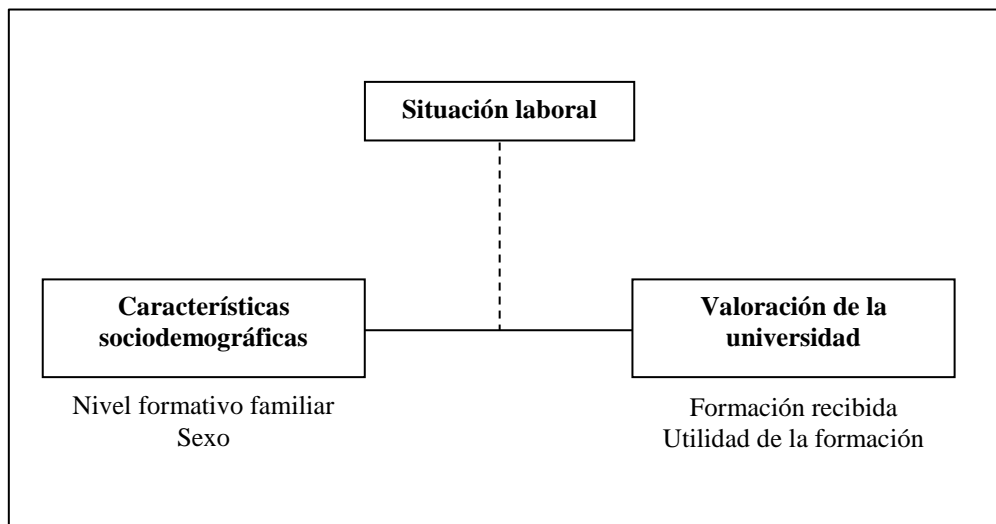 Situación laboral
Características
sociodemográficas
Valoración de la
universidad
Nivel formativo familiar
Sexo
Formación recibida
Utilidad de la formación